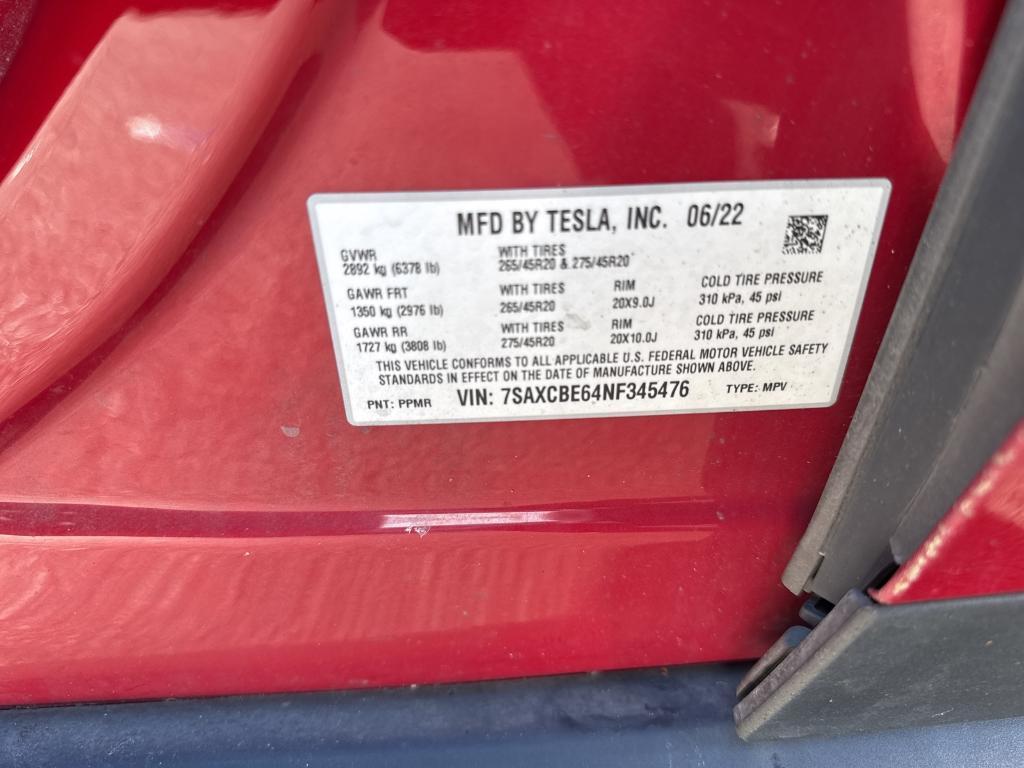 MFD BY TESLA, INC. 06/22
GVWR WITH TIRES
2892 kg (6378 lb) 265/45R20 & 275/45R20
GAWR FRT WITH TIRES RIM COLD TIRE PRESSURE
1350 kg (2976 lb) 265/45R20 20X9.0J 310 kPa, 45 psi
GAWR RR WITH TIRES RIM COLD TIRE PRESSURE
1727 kg (3808 lb) 275/45R20 20X10.0J 310 kPa, 45 psi
THIS VEHICLE CONFORMS TO ALL APPLICABLE U.S. FEDERAL MOTOR VEHICLE SAFETY
STANDARDS IN EFFECT ON THE DATE OF MANUFACTURE SHOWN ABOVE.
PNT: PPMR VIN: 7SAXCBE64NF345476 TYPE: MPV